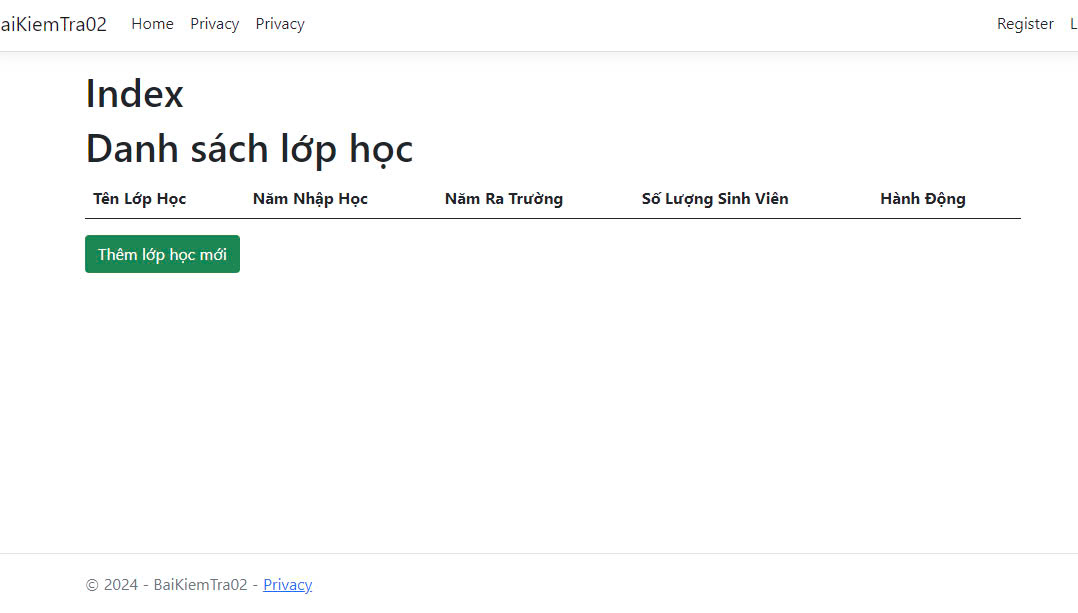 aiKiemTra02 Home Privacy Privacy Register L
Index
Danh sách lớp học
Tên Lớp Học Năm Nhập Học Năm Ra Trường Số Lượng Sinh Viên Hành Động
Thêm lớp học mới
© 2024 - BaiKiemTra02 - Privacy